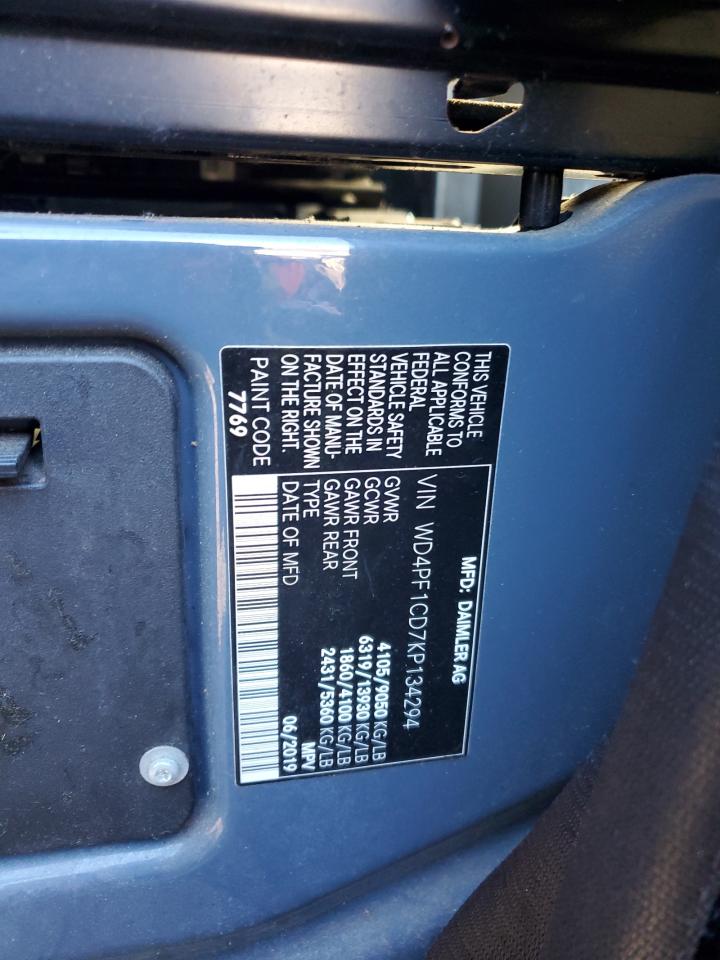 THIS VEHICLE
CONFORMS TO
ALL APPLICABLE
FEDERAL
VEHICLE SAFETY
STANDARDS IN
EFFECT ON THE
DATE OF MANU-
FACTURE SHOWN
ON THE RIGHT.
PAINT CODE
7769
MFD: DAIMLER AG
VIN WD4PF1CD7KP134294
GVWR 4105/9050 KG/LB
GCWR 6319/13930 KG/LB
GAWR FRONT 1860/4100 KG/LB
GAWR REAR 2431/5360 KG/LB
TYPE MPV
DATE OF MFD 06/2019